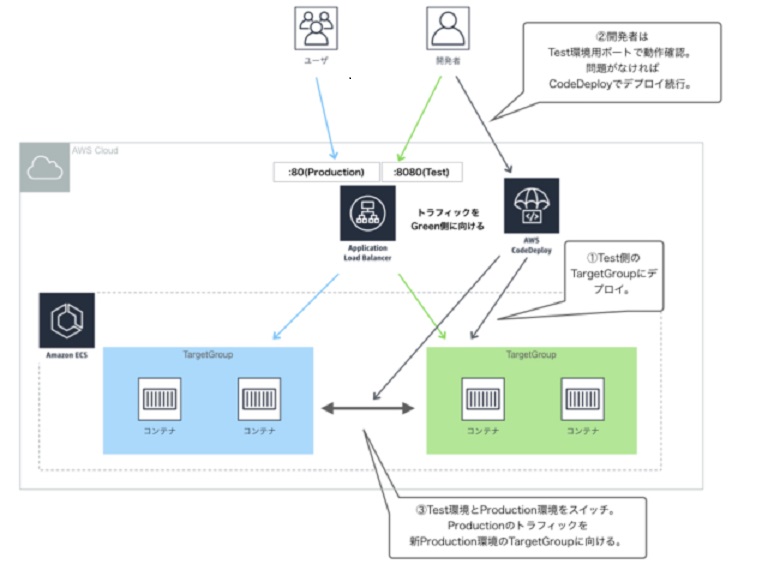 ユーザ
開発者
②開発者は
Test環境用ポートで動作確認。
問題がなければ
CodeDeployでデプロイ続行。
AWS Cloud
:80(Production)
:8080(Test)
Application
Load Balancer
トラフィックを
Green側に向ける
AWS
CodeDeploy
①Test側の
TargetGroupにデ
プロイ。
Amazon ECS
TargetGroup
コンテナ
コンテナ
TargetGroup
コンテナ
コンテナ
③Test環境とProduction環境をスイッチ。
Productionのトラフィックを
新Production環境のTargetGroupに向ける。